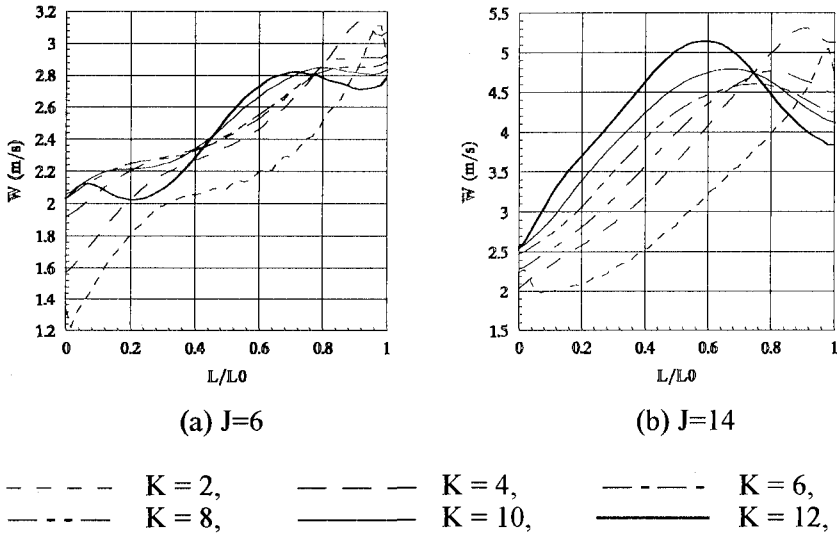 3.2
3
2.8
2.6
2.4
2.2
2
1.8
1.6
1.4
1.2
W (m/s)
0 0.2 0.4 0.6 0.8 1
L/L0
(a) J=6
5.5
5
4.5
4
3.5
3
2.5
2
1.5
W (m/s)
0 0.2 0.4 0.6 0.8 1
L/L0
(b) J=14
K = 2, K = 4, K = 6,
K = 8, K = 10, K = 12,